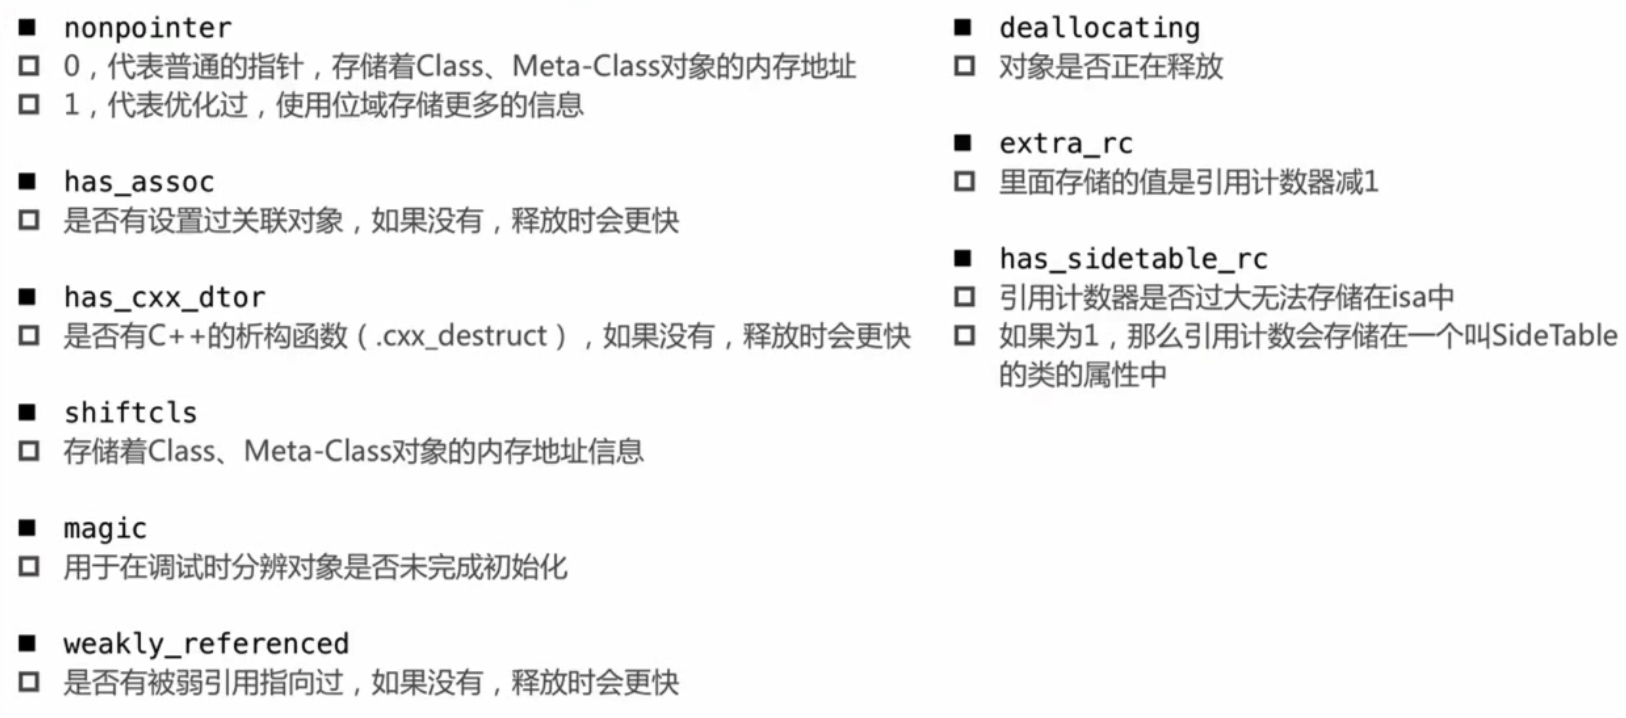 ■ nonpointer
□ 0，代表普通的指针，存储着Class、Meta-Class对象的内存地址
□ 1，代表优化过，使用位域存储更多的信息
■ has_assoc
□ 是否有设置过关联对象，如果没有，释放时会更快
■ has_cxx_dtor
□ 是否有C++的析构函数（.cxx_destruct），如果没有，释放时会更快
■ shiftcls
□ 存储着Class、Meta-Class对象的内存地址信息
■ magic
□ 用于在调试时分辨对象是否未完成初始化
■ weakly_referenced
□ 是否有被弱引用指向过，如果没有，释放时会更快
■ deallocating
□ 对象是否正在释放
■ extra_rc
□ 里面存储的值是引用计数器减1
■ has_sidetable_rc
□ 引用计数器是否过大无法存储在isa中
□ 如果为1，那么引用计数会存储在一个叫SideTable
的类的属性中